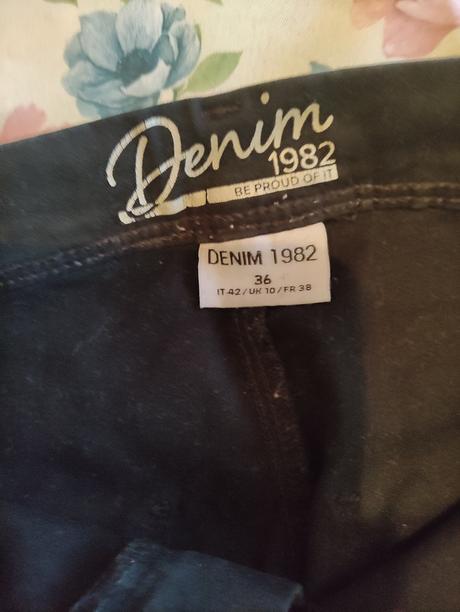 Denim
1982
BE PROUD OF IT
DENIM 1982
36
IT 42/UK 10/FR 38